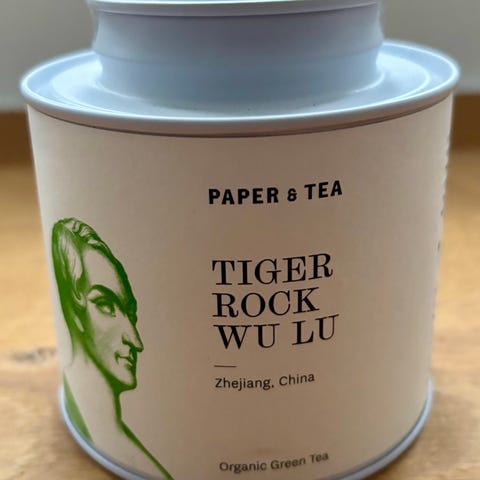 PAPER & TEA
TIGER
ROCK
WU LU
Zhejiang, China
Organic Green Tea